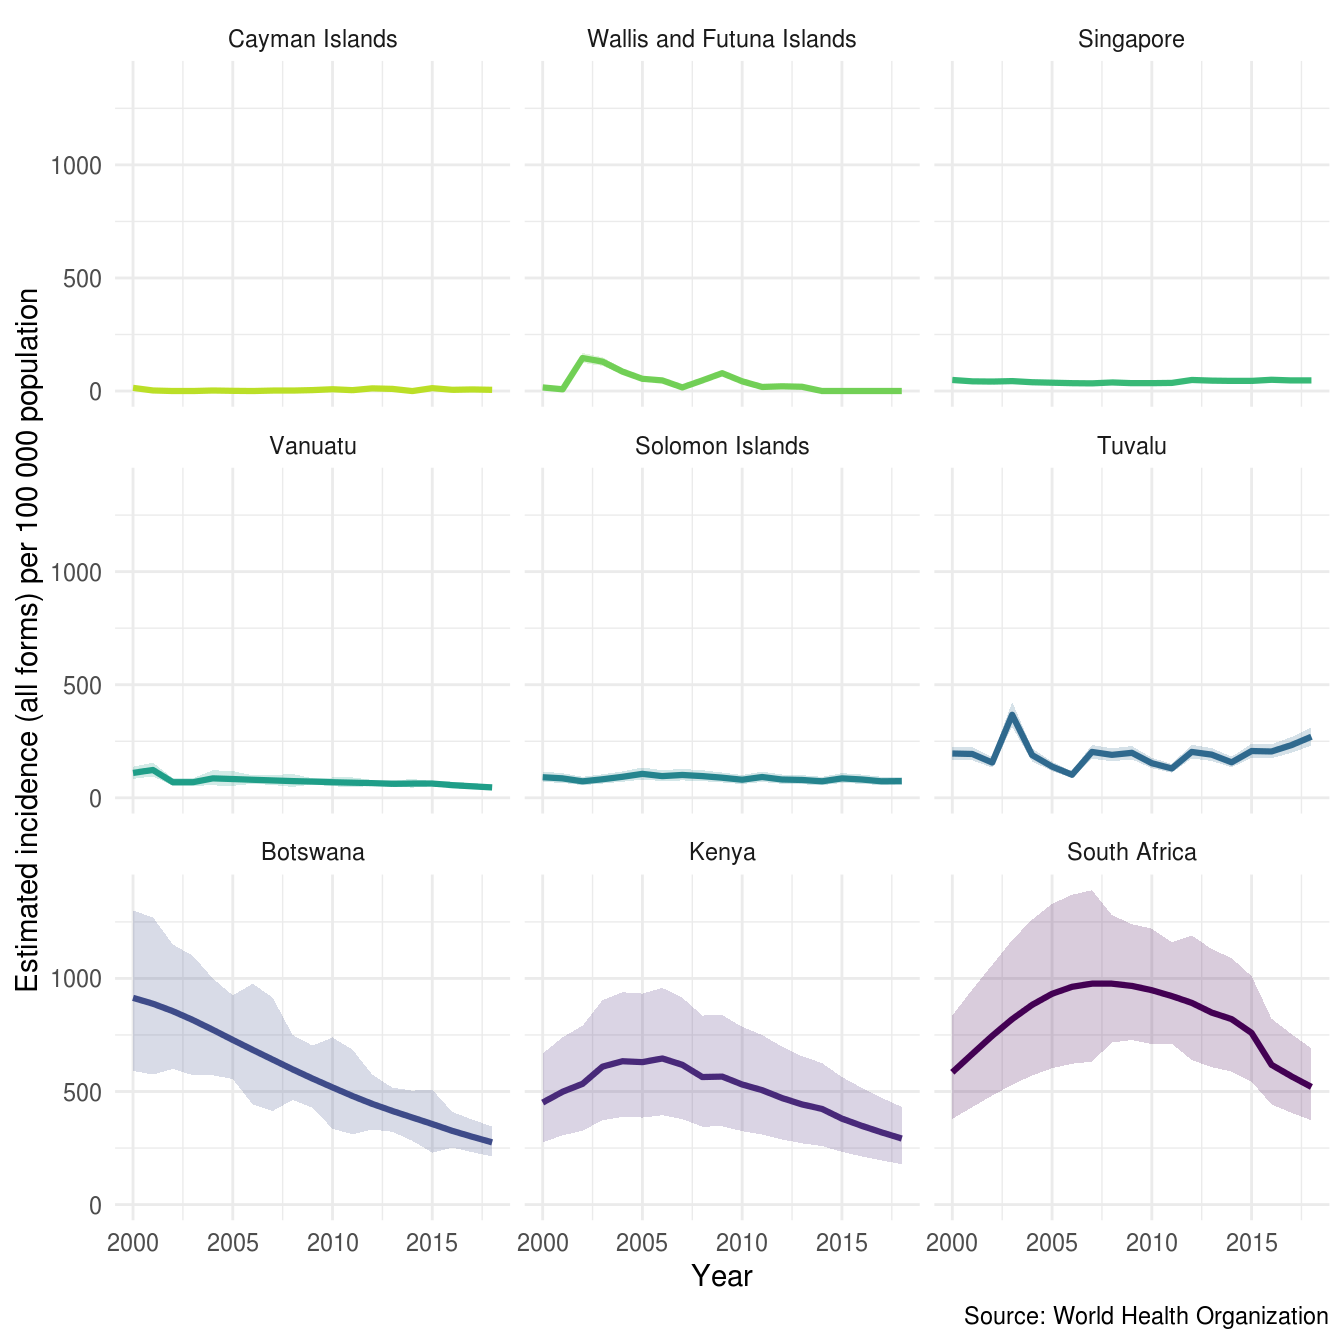 Cayman Islands
Wallis and Futuna Islands
Singapore
1000
500
0
Vanuatu
Solomon Islands
Tuvalu
1000
500
0
Botswana
Kenya
South Africa
1000
500
0
2000 2005 2010 2015
2000 2005 2010 2015
2000 2005 2010 2015
Estimated incidence (all forms) per 100 000 population
Year
Source: World Health Organization